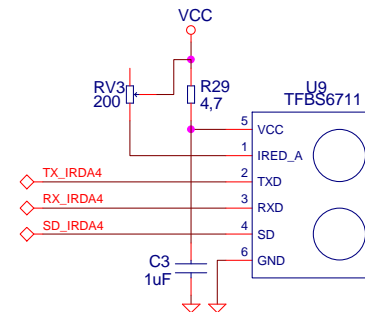 VCC
RV3
200
R29
4,7
U9
TFBS6711
5
VCC
1
IRED_A
TX_IRDA4
2
TXD
RX_IRDA4
3
RXD
SD_IRDA4
4
SD
6
GND
C3
1uF